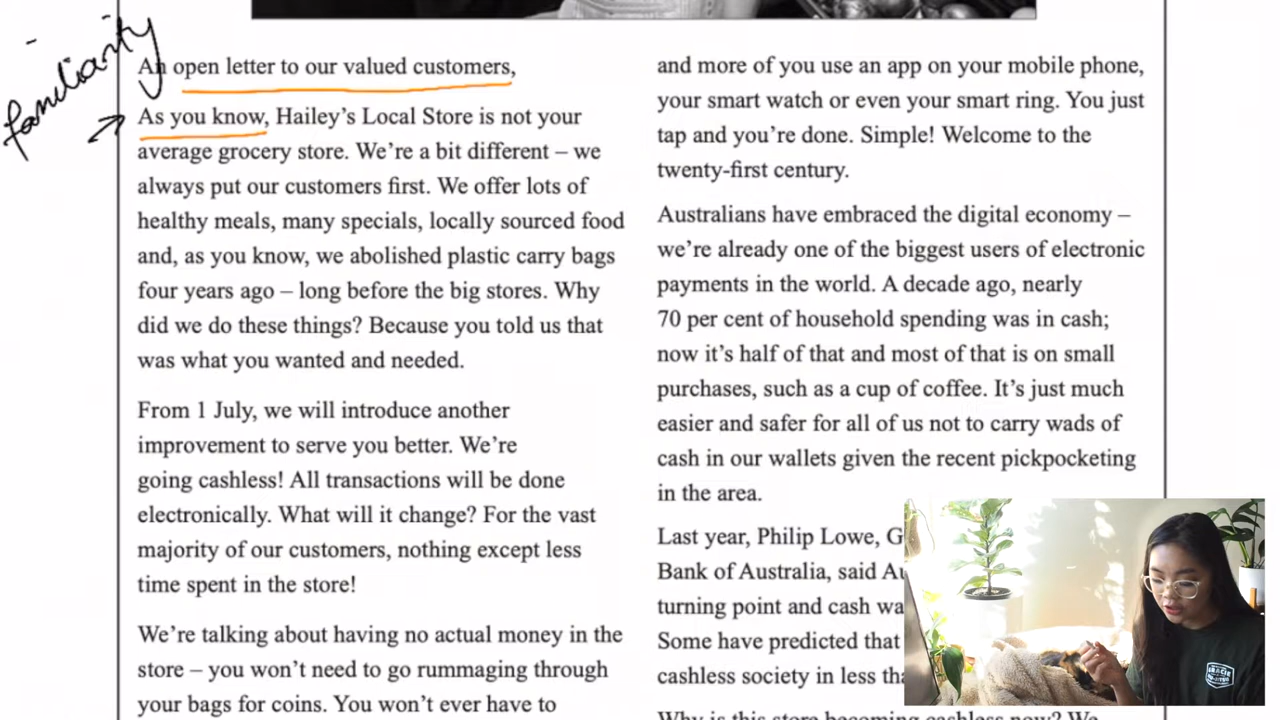 familiarity
An open letter to our valued customers,
As you know, Hailey’s Local Store is not your
average grocery store. We’re a bit different – we
always put our customers first. We offer lots of
healthy meals, many specials, locally sourced food
and, as you know, we abolished plastic carry bags
four years ago – long before the big stores. Why
did we do these things? Because you told us that
was what you wanted and needed.
From 1 July, we will introduce another
improvement to serve you better. We’re
going cashless! All transactions will be done
electronically. What will it change? For the vast
majority of our customers, nothing except less
time spent in the store!
We’re talking about having no actual money in the
store – you won’t need to go rummaging through
your bags for coins. You won’t ever have to
and more of you use an app on your mobile phone,
your smart watch or even your smart ring. You just
tap and you’re done. Simple! Welcome to the
twenty-first century.
Australians have embraced the digital economy –
we’re already one of the biggest users of electronic
payments in the world. A decade ago, nearly
70 per cent of household spending was in cash;
now it’s half of that and most of that is on small
purchases, such as a cup of coffee. It’s just much
easier and safer for all of us not to carry wads of
cash in our wallets given the recent pickpocketing
in the area.
Last year, Philip Lowe, G
Bank of Australia, said Au
turning point and cash wa
Some have predicted that
cashless society in less tha
Why is this store becoming cashless now? We